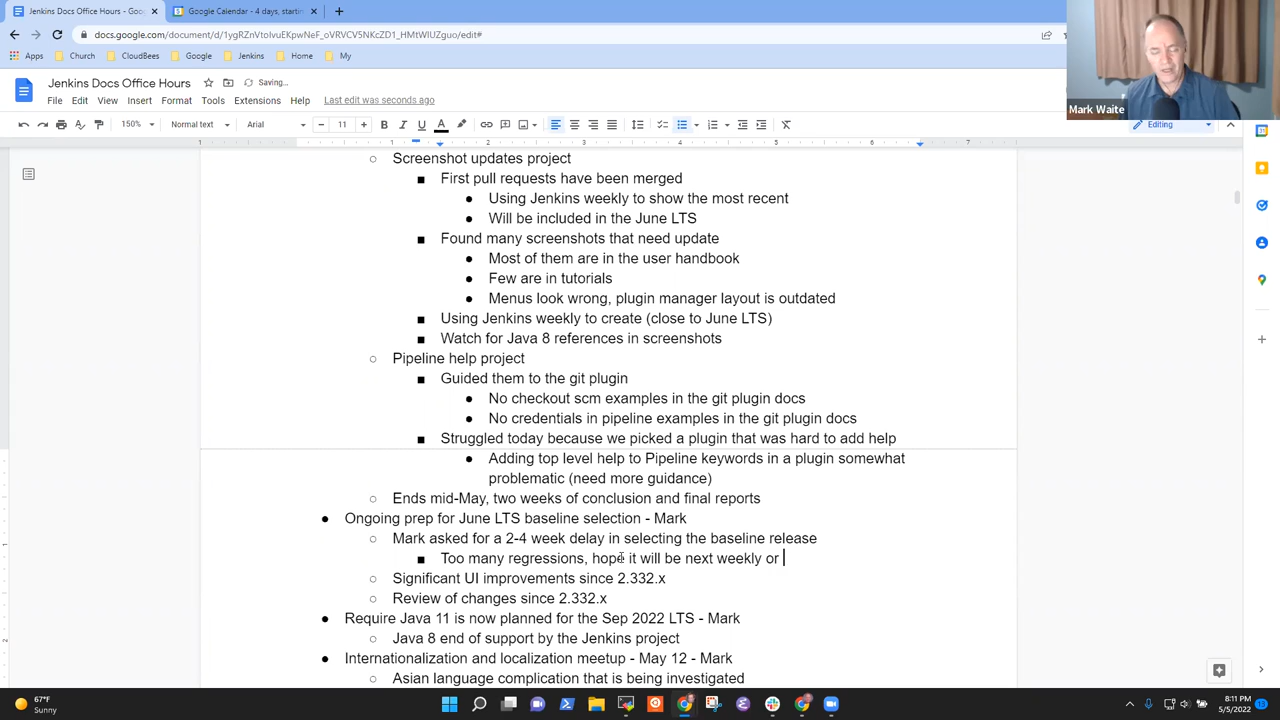 Jenkins Docs Office Hours
Google Calendar - 4 days, startin
docs.google.com/document/d/1ygRZnVtoIvuEKpwNeF_oVRVCV5NKcZD1_HMtWIUZguo/edit#
Apps
Church
CloudBees
Google
Jenkins
Home
My
Jenkins Docs Office Hours
Saving...
File Edit View Insert Format Tools Extensions Help Last edit was seconds ago
150%
Normal text
Arial
11
Editing
Mark Waite
Screenshot updates project
First pull requests have been merged
Using Jenkins weekly to show the most recent
Will be included in the June LTS
Found many screenshots that need update
Most of them are in the user handbook
Few are in tutorials
Menus look wrong, plugin manager layout is outdated
Using Jenkins weekly to create (close to June LTS)
Watch for Java 8 references in screenshots
Pipeline help project
Guided them to the git plugin
No checkout scm examples in the git plugin docs
No credentials in pipeline examples in the git plugin docs
Struggled today because we picked a plugin that was hard to add help
Adding top level help to Pipeline keywords in a plugin somewhat
problematic (need more guidance)
Ends mid-May, two weeks of conclusion and final reports
Ongoing prep for June LTS baseline selection - Mark
Mark asked for a 2-4 week delay in selecting the baseline release
Too many regressions, hope it will be next weekly or
Significant UI improvements since 2.332.x
Review of changes since 2.332.x
Require Java 11 is now planned for the Sep 2022 LTS - Mark
Java 8 end of support by the Jenkins project
Internationalization and localization meetup - May 12 - Mark
Asian language complication that is being investigated
67°F
Sunny
8:11 PM
5/5/2022